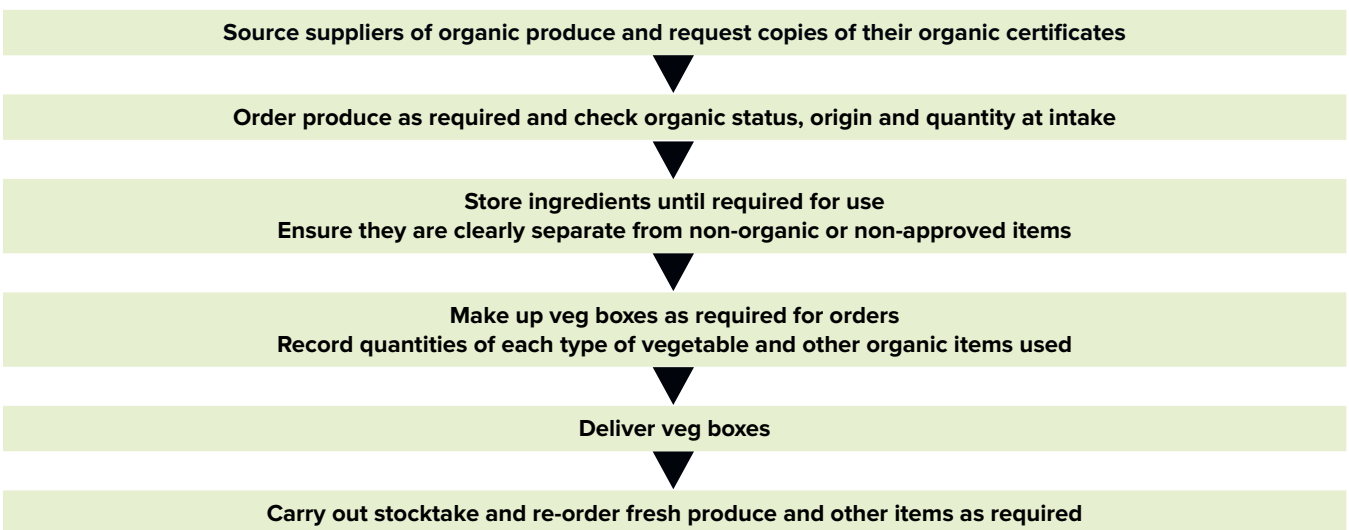 Source suppliers of organic produce and request copies of their organic certificates
Order produce as required and check organic status, origin and quantity at intake
Store ingredients until required for use
Ensure they are clearly separate from non-organic or non-approved items
Make up veg boxes as required for orders
Record quantities of each type of vegetable and other organic items used
Deliver veg boxes
Carry out stocktake and re-order fresh produce and other items as required